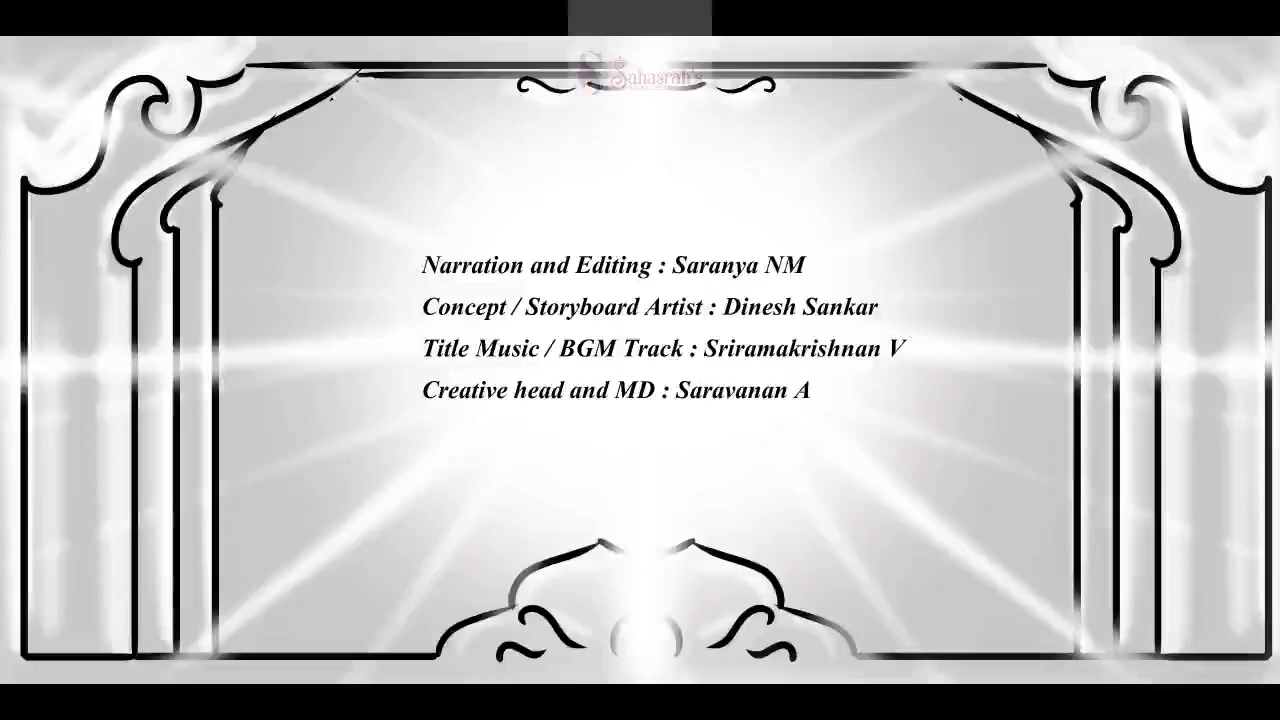 Sahasrah's
Narration and Editing : Saranya NM
Concept / Storyboard Artist : Dinesh Sankar
Title Music / BGM Track : Sriramakrishnan V
Creative head and MD : Saravanan A